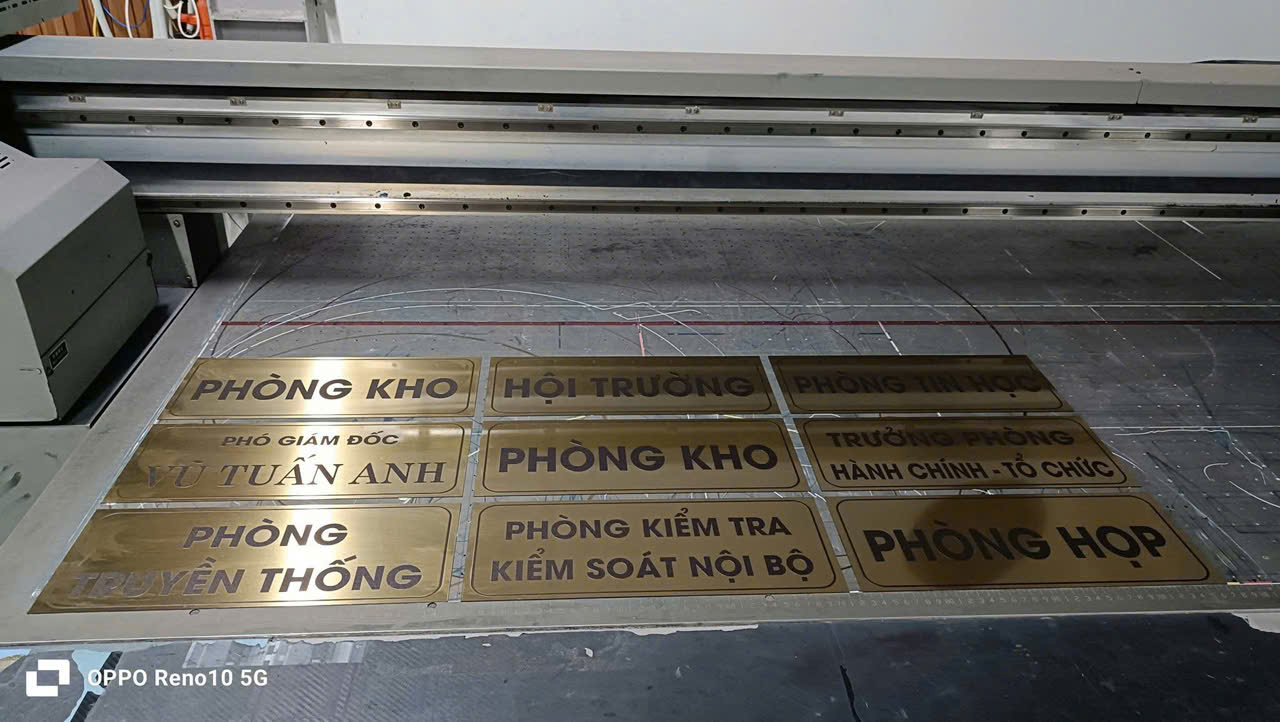 PHÒNG KHO
HỘI TRƯỜNG
PHÒNG TIN HỌC
PHÓ GIÁM ĐỐC
VŨ TUẤN ANH
PHÒNG KHO
TRƯỞNG PHÒNG
HÀNH CHÍNH - TỔ CHỨC
PHÒNG
TRUYỀN THỐNG
PHÒNG KIỂM TRA
KIỂM SOÁT NỘI BỘ
PHÒNG HỌP
OPPO Reno10 5G